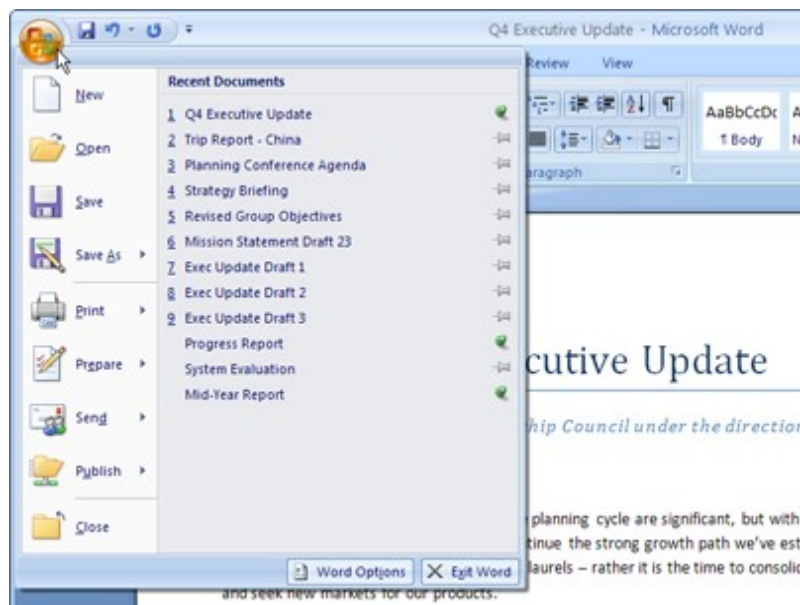 Q4 Executive Update - Microsoft Word
Review View
New
Open
Save
Save As
Print
Prepare
Send
Publish
Close
Recent Documents
1 Q4 Executive Update
2 Trip Report - China
3 Planning Conference Agenda
4 Strategy Briefing
5 Revised Group Objectives
6 Mission Statement Draft 23
7 Exec Update Draft 1
8 Exec Update Draft 2
9 Exec Update Draft 3
Progress Report
System Evaluation
Mid-Year Report
Word Options Exit Word
AaBbCcDc A
¶ Body N
aragraph
cutive Update
hip Council under the direction
planning cycle are significant, but with
tinue the strong growth path we've est
laurels – rather it is the time to consolid
and seek new markets for our products.